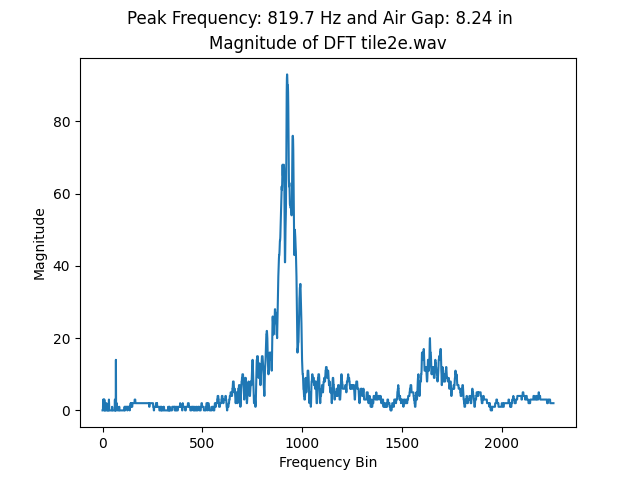 Peak Frequency: 819.7 Hz and Air Gap: 8.24 in
Magnitude of DFT tile2e.wav
80
60
40
20
0
Magnitude
0 500 1000 1500 2000
Frequency Bin